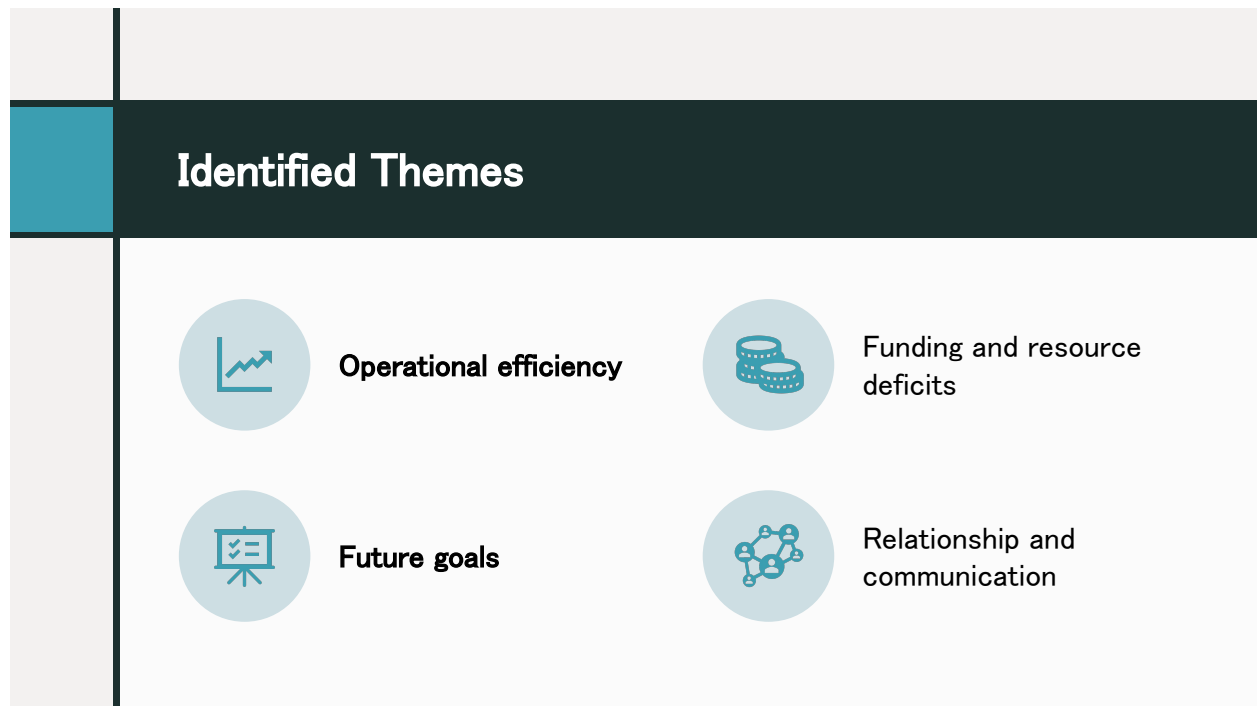 Identified Themes
Operational efficiency
Funding and resource
deficits
Future goals
Relationship and
communication